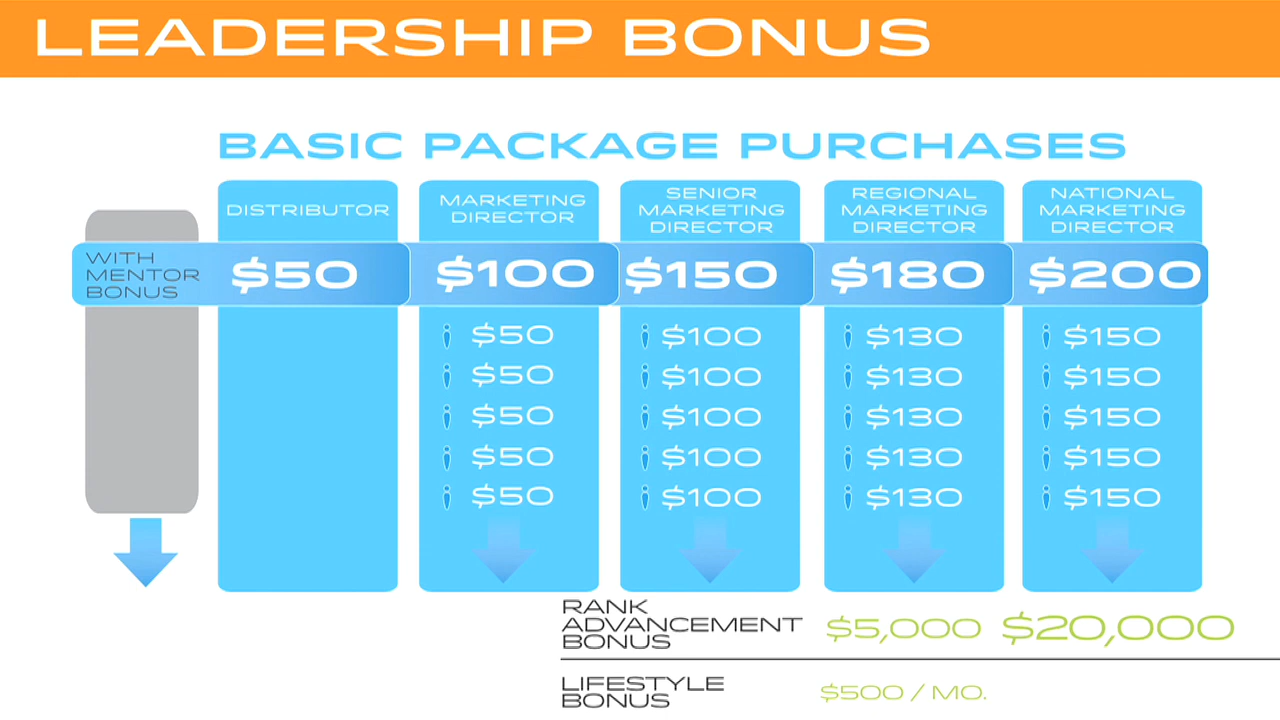 LEADERSHIP BONUS
BASIC PACKAGE PURCHASES
DISTRIBUTOR
MARKETING
DIRECTOR
SENIOR
MARKETING
DIRECTOR
REGIONAL
MARKETING
DIRECTOR
NATIONAL
MARKETING
DIRECTOR
WITH
MENTOR
BONUS
$50 $100 $150 $180 $200
$50 $100 $130 $150
$50 $100 $130 $150
$50 $100 $130 $150
$50 $100 $130 $150
$50 $100 $130 $150
RANK
ADVANCEMENT
BONUS
$5,000 $20,000
LIFESTYLE
BONUS
$500 / MO.